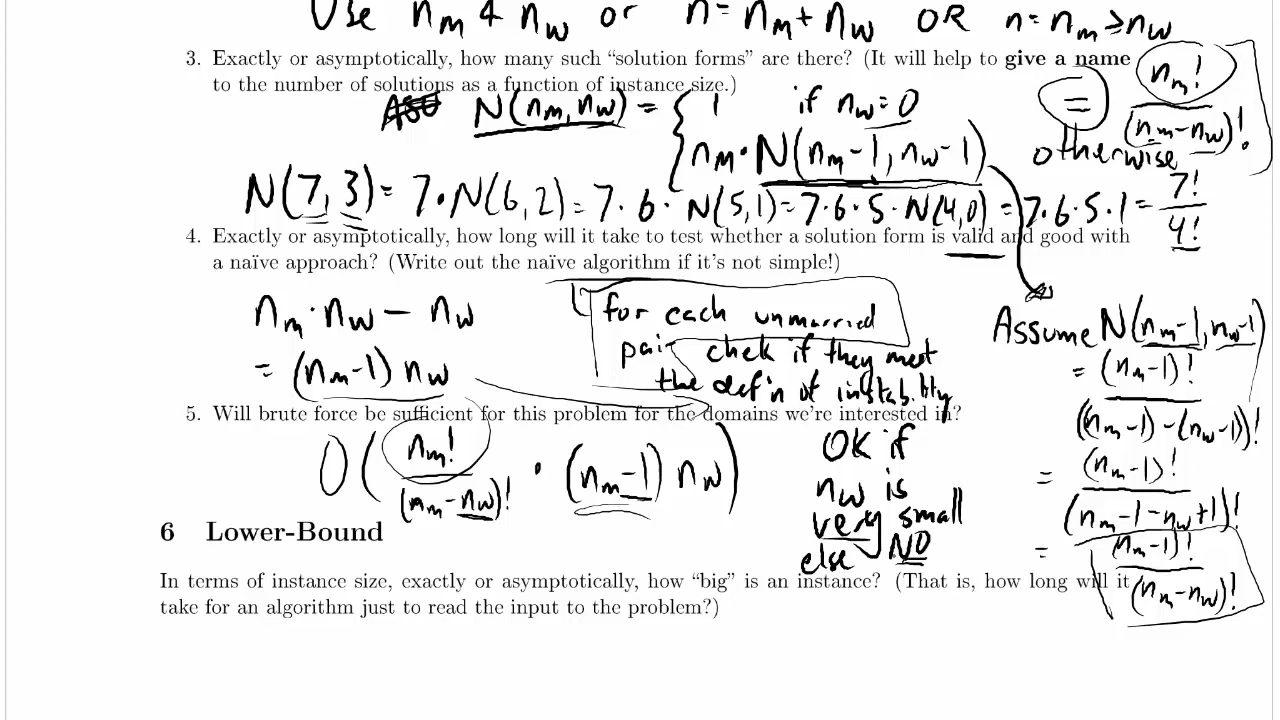 Use n_m & n_w or n = n_m + n_w OR n = n_m ≥ n_w
3. Exactly or asymptotically, how many such “solution forms” are there? (It will help to give a name
to the number of solutions as a function of instance size.)
N(n_m, n_w) = { 1 if n_w = 0
n_m · N(n_m - 1, n_w - 1) otherwise
= n_m! / (n_m - n_w)!
N(7, 3) = 7 · N(6, 2) = 7 · 6 · N(5, 1) = 7 · 6 · 5 · N(4, 0) = 7 · 6 · 5 · 1 = 7! / 4!
4. Exactly or asymptotically, how long will it take to test whether a solution form is valid and good with
a naïve approach? (Write out the naïve algorithm if it's not simple!)
n_m · n_w - n_w
= (n_m - 1) n_w
for each unmarried
pair check if they meet
the def'n of instability
Assume N(n_m - 1, n_w - 1)
= (n_m - 1)! / ((n_m - 1) - (n_w - 1))!
= (n_m - 1)! / (n_m - 1 - n_w + 1)!
= (n_m - 1)! / (n_m - n_w)!
5. Will brute force be sufficient for this problem for the domains we're interested in?
O( n_m! / (n_m - n_w)! · (n_m - 1) n_w )
OK if
n_w is
very small
else NO
6 Lower-Bound
In terms of instance size, exactly or asymptotically, how “big” is an instance? (That is, how long will it
take for an algorithm just to read the input to the problem?)